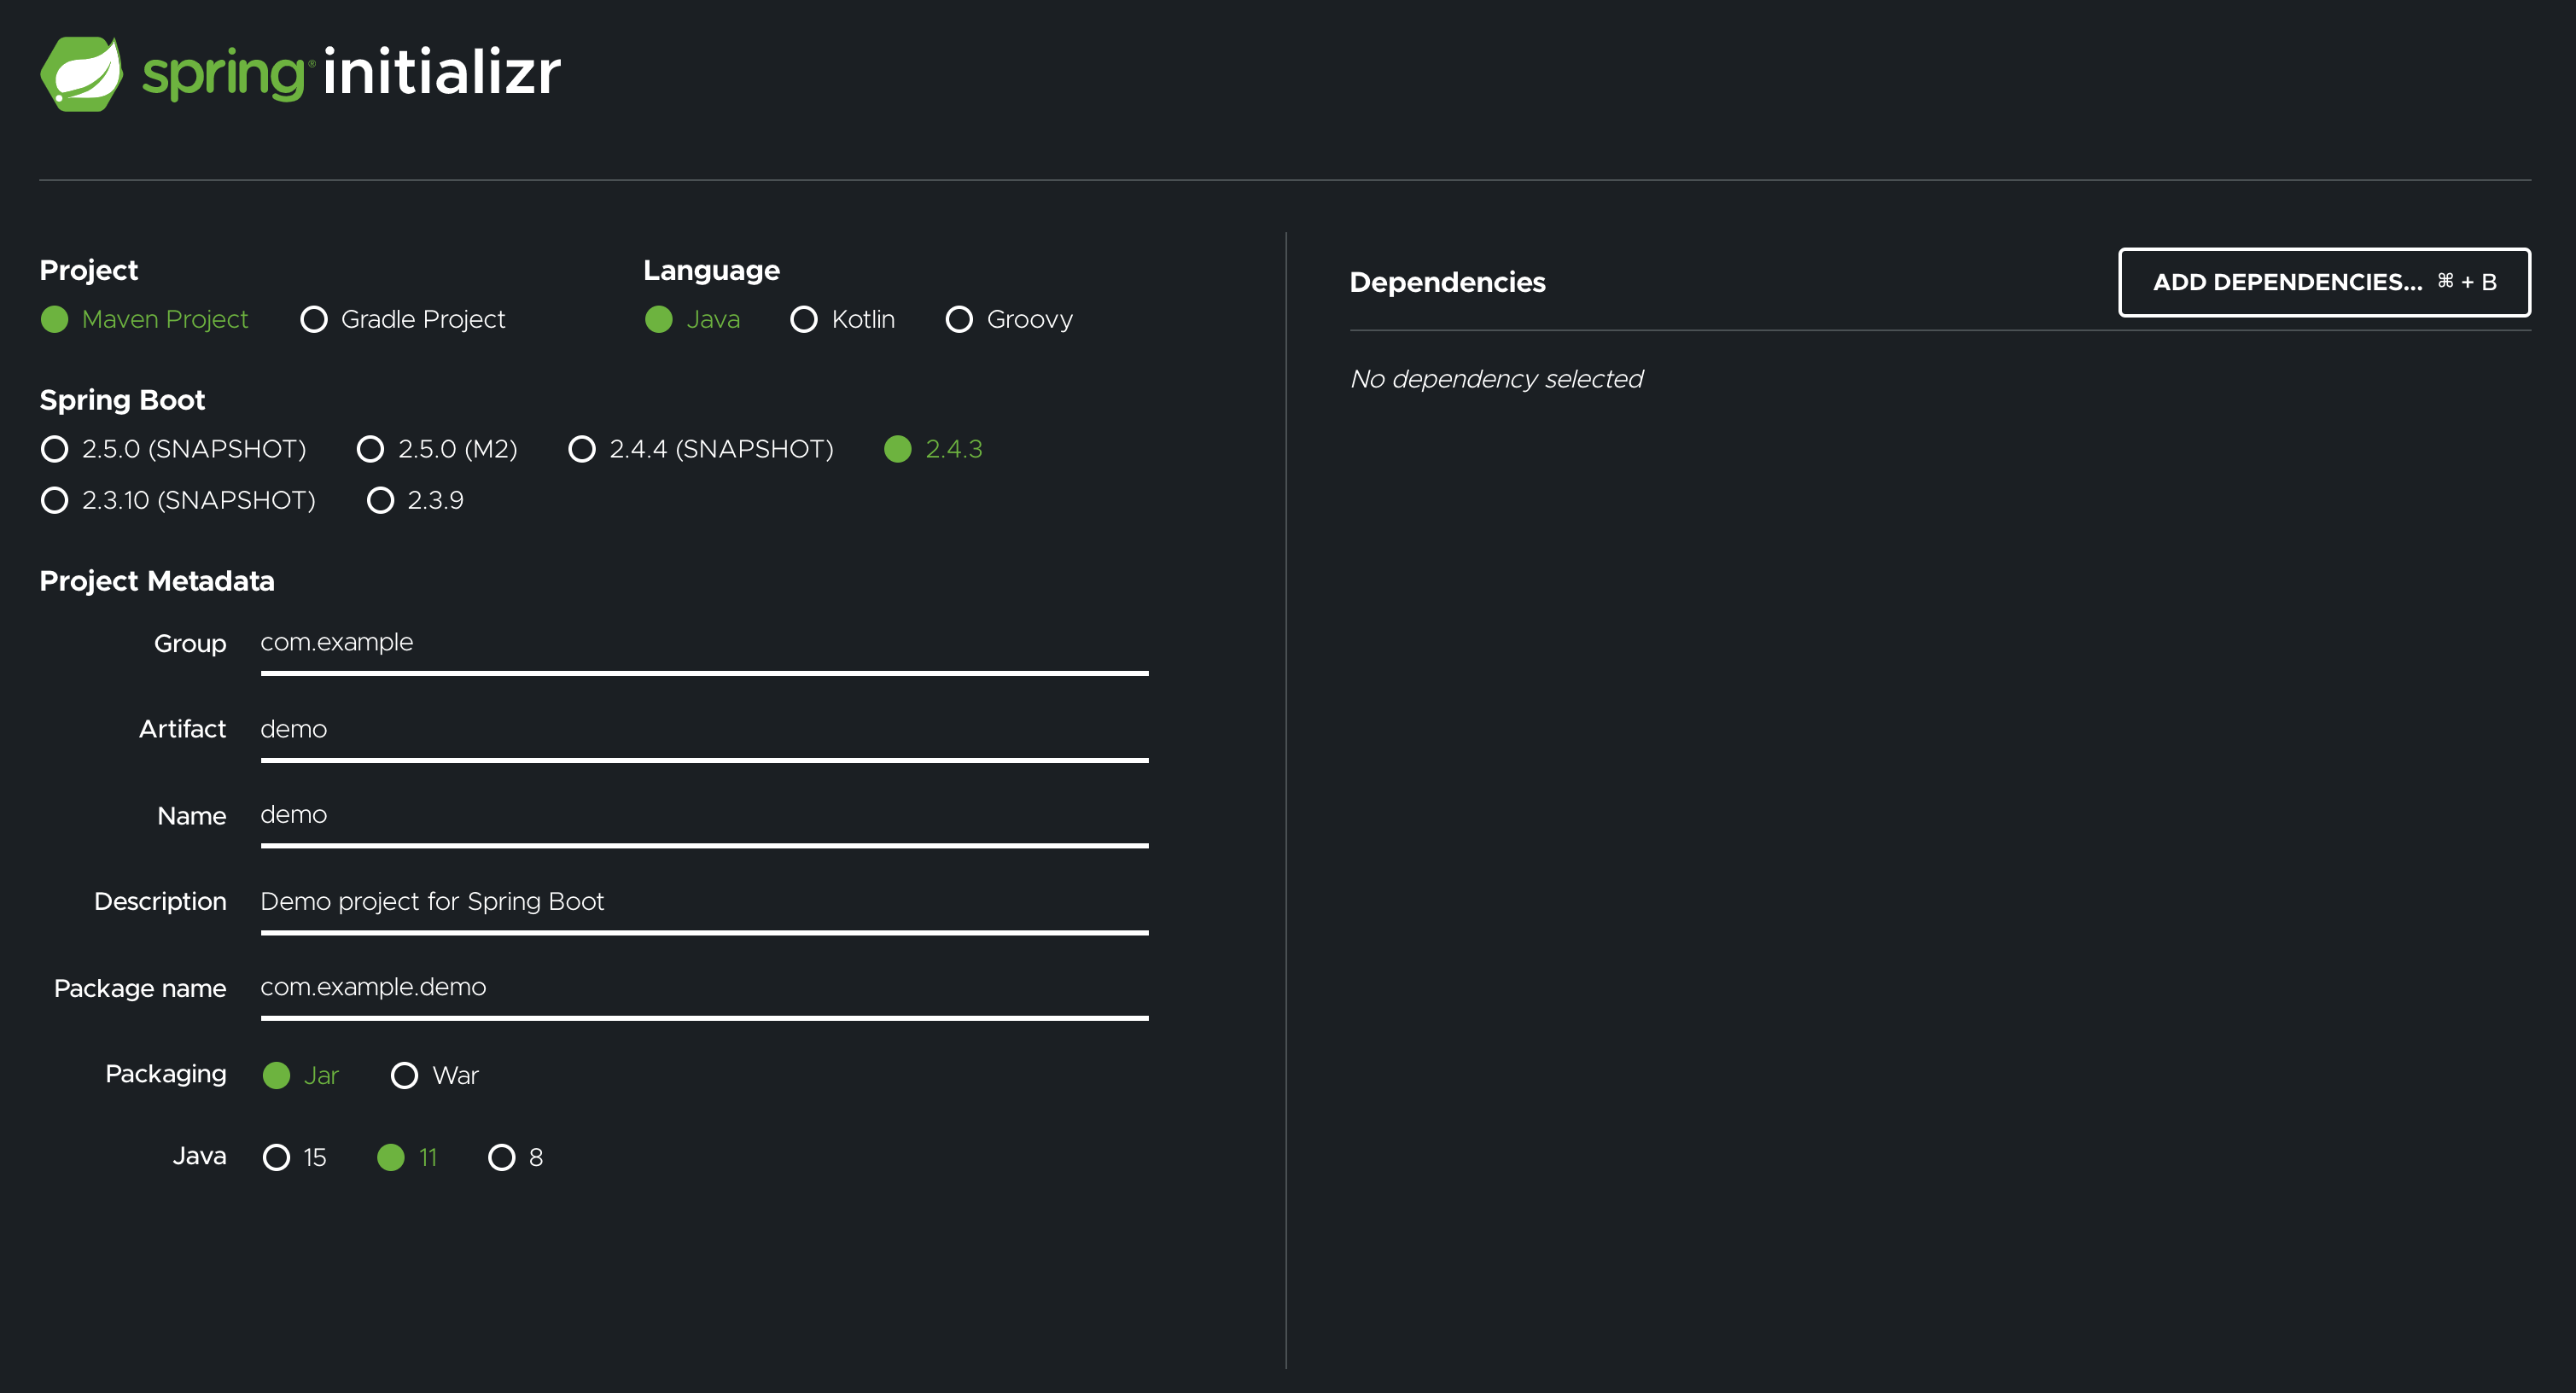 spring® initializr
Project
Maven Project Gradle Project
Language
Java Kotlin Groovy
Spring Boot
2.5.0 (SNAPSHOT) 2.5.0 (M2) 2.4.4 (SNAPSHOT) 2.4.3
2.3.10 (SNAPSHOT) 2.3.9
Project Metadata
Group com.example
Artifact demo
Name demo
Description Demo project for Spring Boot
Package name com.example.demo
Packaging Jar War
Java 15 11 8
Dependencies ADD DEPENDENCIES... ⌘ + B
No dependency selected